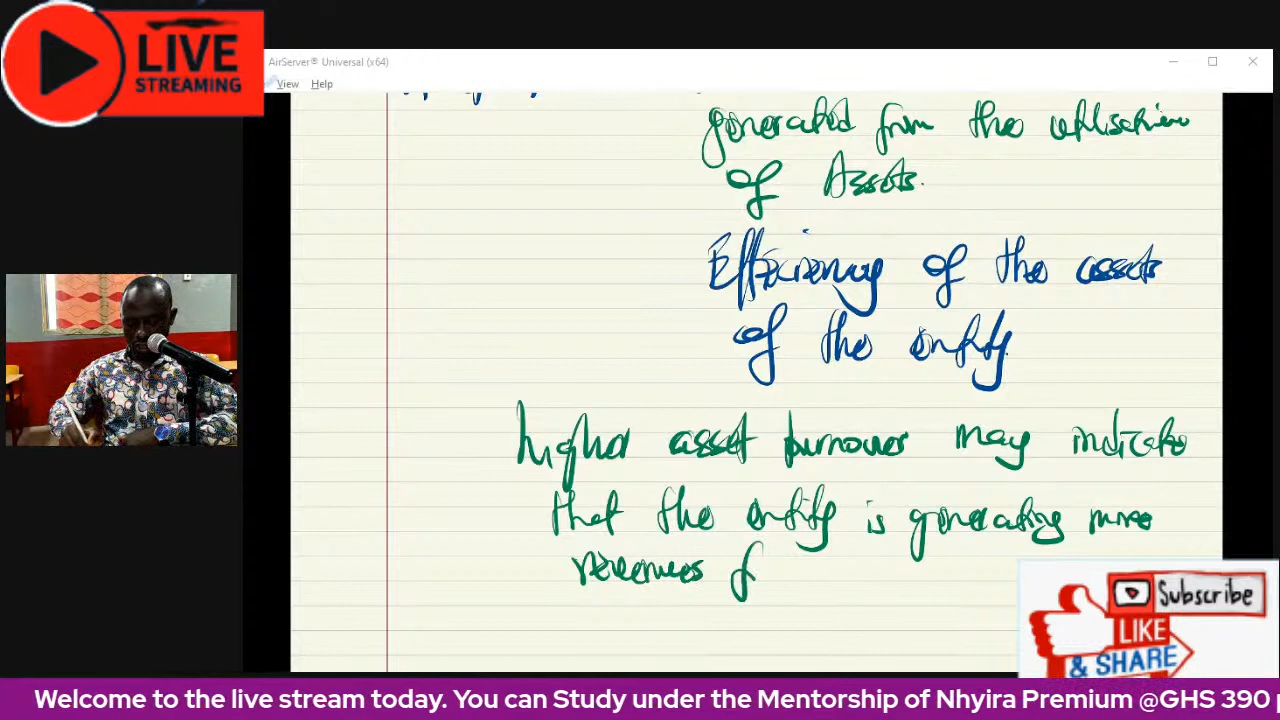 LIVE
STREAMING
AirServer® Universal (x64)
View Help
generated from the utilisation
of Assets.
Efficiency of the assets
of the entity.
higher asset turnover may indicate
that the entity is generating more
revenues f
Subscribe
LIKE
& SHARE
Welcome to the live stream today. You can Study under the Mentorship of Nhyira Premium @GHS 390 p